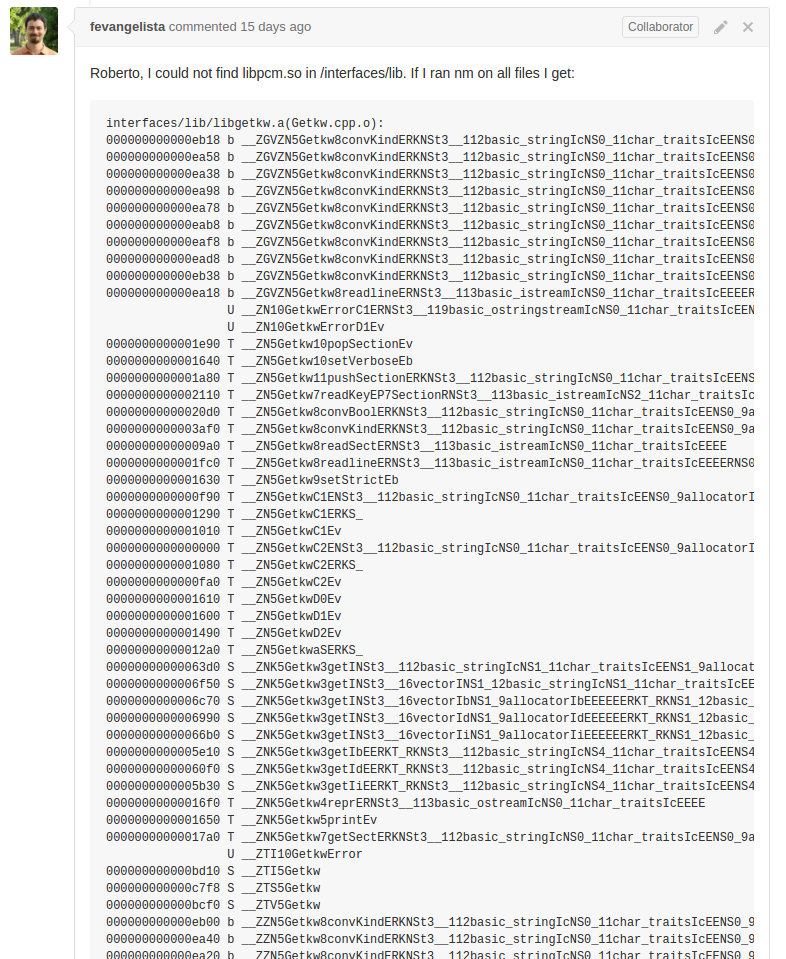 fevangelista commented 15 days ago
Collaborator
Roberto, I could not find libpcm.so in /interfaces/lib. If I ran nm on all files I get:
interfaces/lib/libgetkw.a(Getkw.cpp.o):
000000000000eb18 b __ZGVZN5Getkw8convKindERKNSt3__112basic_stringIcNS0_11char_traitsIcEENS0
000000000000ea58 b __ZGVZN5Getkw8convKindERKNSt3__112basic_stringIcNS0_11char_traitsIcEENS0
000000000000ea38 b __ZGVZN5Getkw8convKindERKNSt3__112basic_stringIcNS0_11char_traitsIcEENS0
000000000000ea98 b __ZGVZN5Getkw8convKindERKNSt3__112basic_stringIcNS0_11char_traitsIcEENS0
000000000000ea78 b __ZGVZN5Getkw8convKindERKNSt3__112basic_stringIcNS0_11char_traitsIcEENS0
000000000000eab8 b __ZGVZN5Getkw8convKindERKNSt3__112basic_stringIcNS0_11char_traitsIcEENS0
000000000000eaf8 b __ZGVZN5Getkw8convKindERKNSt3__112basic_stringIcNS0_11char_traitsIcEENS0
000000000000ead8 b __ZGVZN5Getkw8convKindERKNSt3__112basic_stringIcNS0_11char_traitsIcEENS0
000000000000eb38 b __ZGVZN5Getkw8convKindERKNSt3__112basic_stringIcNS0_11char_traitsIcEENS0
000000000000ea18 b __ZGVZN5Getkw8readlineERNSt3__113basic_istreamIcNS0_11char_traitsIcEEEER
U __ZN10GetkwErrorC1ERNSt3__119basic_ostringstreamIcNS0_11char_traitsIcEEN
U __ZN10GetkwErrorD1Ev
0000000000001e90 T __ZN5Getkw10popSectionEv
0000000000001640 T __ZN5Getkw10setVerboseEb
0000000000001a80 T __ZN5Getkw11pushSectionERKNSt3__112basic_stringIcNS0_11char_traitsIcEENS
0000000000002110 T __ZN5Getkw7readKeyEP7SectionRNSt3__113basic_istreamIcNS2_11char_traitsIc
00000000000020d0 T __ZN5Getkw8convBoolERKNSt3__112basic_stringIcNS0_11char_traitsIcEENS0_9a
0000000000003af0 T __ZN5Getkw8convKindERKNSt3__112basic_stringIcNS0_11char_traitsIcEENS0_9a
00000000000009a0 T __ZN5Getkw8readSectERNSt3__113basic_istreamIcNS0_11char_traitsIcEEEE
0000000000001fc0 T __ZN5Getkw8readlineERNSt3__113basic_istreamIcNS0_11char_traitsIcEEEERNS0
0000000000001630 T __ZN5Getkw9setStrictEb
0000000000000f90 T __ZN5GetkwC1ENSt3__112basic_stringIcNS0_11char_traitsIcEENS0_9allocatorI
0000000000001290 T __ZN5GetkwC1ERKS_
0000000000001010 T __ZN5GetkwC1Ev
0000000000000000 T __ZN5GetkwC2ENSt3__112basic_stringIcNS0_11char_traitsIcEENS0_9allocatorI
0000000000001080 T __ZN5GetkwC2ERKS_
0000000000000fa0 T __ZN5GetkwC2Ev
0000000000001610 T __ZN5GetkwD0Ev
0000000000001600 T __ZN5GetkwD1Ev
0000000000001490 T __ZN5GetkwD2Ev
00000000000012a0 T __ZN5GetkwaSERKS_
00000000000063d0 S __ZNK5Getkw3getINSt3__112basic_stringIcNS1_11char_traitsIcEENS1_9allocat
0000000000006f50 S __ZNK5Getkw3getINSt3__16vectorINS1_12basic_stringIcNS1_11char_traitsIcEE
0000000000006c70 S __ZNK5Getkw3getINSt3__16vectorIbNS1_9allocatorIbEEEEEERKT_RKNS1_12basic_
0000000000006990 S __ZNK5Getkw3getINSt3__16vectorIdNS1_9allocatorIdEEEEEERKT_RKNS1_12basic_
00000000000066b0 S __ZNK5Getkw3getINSt3__16vectorIiNS1_9allocatorIiEEEEEERKT_RKNS1_12basic_
0000000000005e10 S __ZNK5Getkw3getIbEERKT_RKNSt3__112basic_stringIcNS4_11char_traitsIcEENS4
00000000000060f0 S __ZNK5Getkw3getIdEERKT_RKNSt3__112basic_stringIcNS4_11char_traitsIcEENS4
0000000000005b30 S __ZNK5Getkw3getIiEERKT_RKNSt3__112basic_stringIcNS4_11char_traitsIcEENS4
00000000000016f0 T __ZNK5Getkw4reprERNSt3__113basic_ostreamIcNS0_11char_traitsIcEEEE
0000000000001650 T __ZNK5Getkw5printEv
00000000000017a0 T __ZNK5Getkw7getSectERKNSt3__112basic_stringIcNS0_11char_traitsIcEENS0_9a
U __ZTI10GetkwError
000000000000bd10 S __ZTI5Getkw
000000000000c7f8 S __ZTS5Getkw
000000000000bcf0 S __ZTV5Getkw
000000000000eb00 b __ZZN5Getkw8convKindERKNSt3__112basic_stringIcNS0_11char_traitsIcEENS0_9
000000000000ea40 b __ZZN5Getkw8convKindERKNSt3__112basic_stringIcNS0_11char_traitsIcEENS0_9
000000000000ea20 b __ZZN5Getkw8convKindERKNSt3__112basic_stringIcNS0_11char_traitsIcEENS0_9